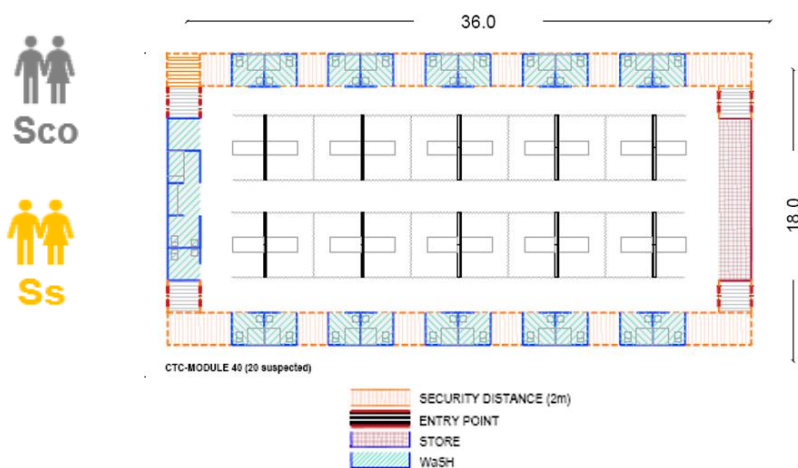 36.0
Sco
Ss
18.0
CTC-MODULE 40 (20 suspected)
SECURITY DISTANCE (2m)
ENTRY POINT
STORE
WaSH